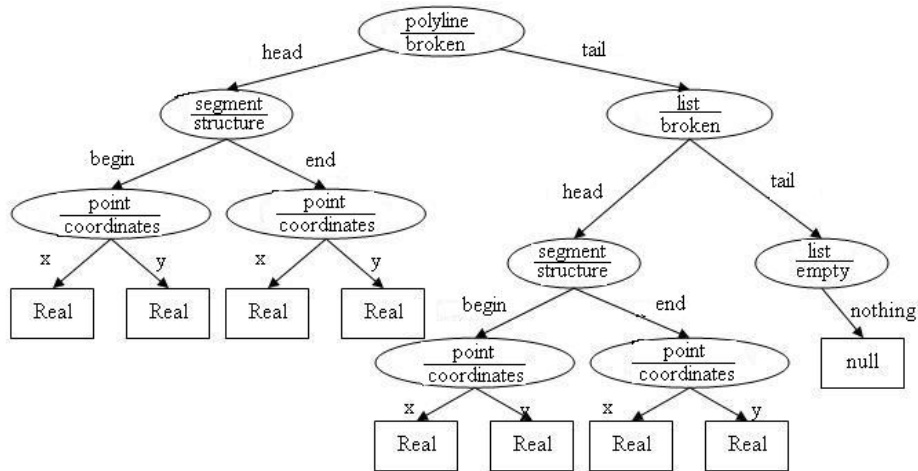 polyline
broken
head
tail
segment
structure
list
broken
begin
end
head
tail
point
coordinates
point
coordinates
segment
structure
list
empty
x
y
x
y
begin
end
nothing
Real
Real
Real
Real
point
coordinates
point
coordinates
null
x
y
x
y
Real
Real
Real
Real